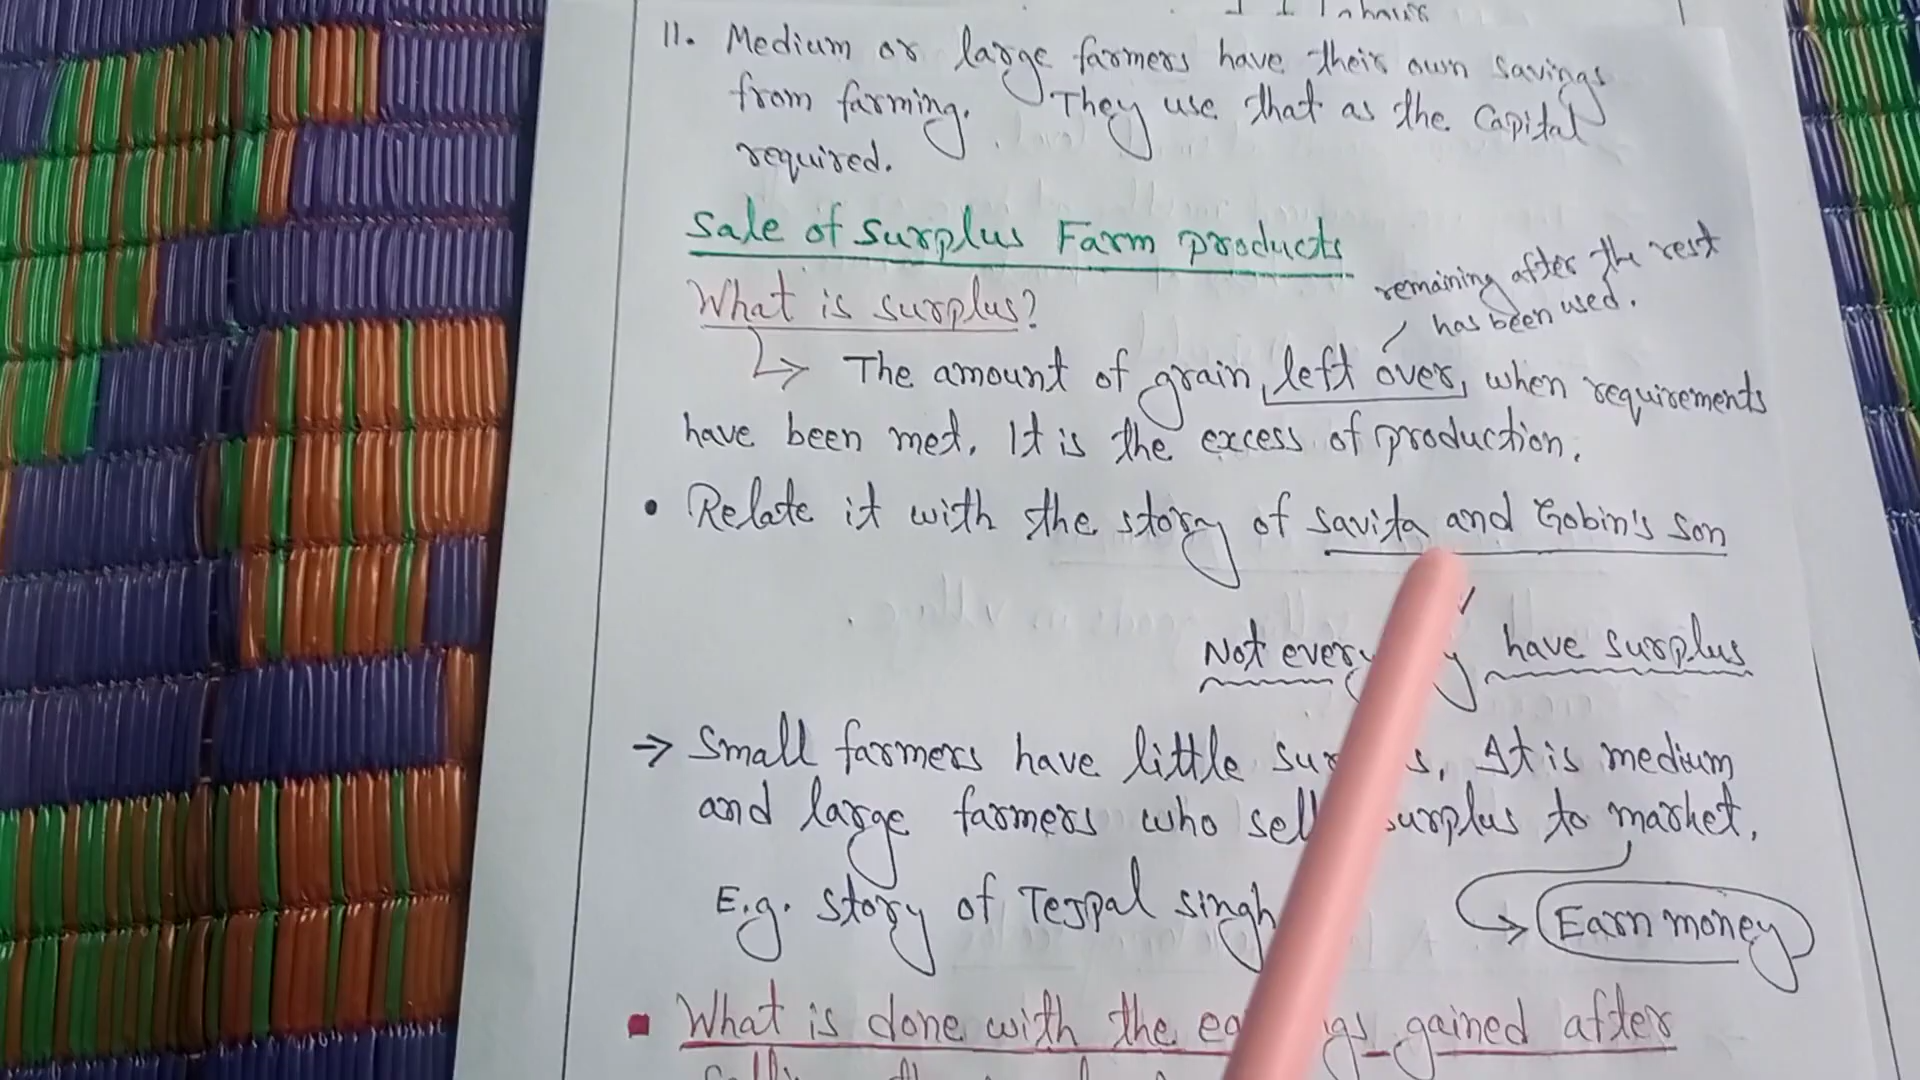 11. Medium or large farmers have their own savings
from farming. They use that as the Capital
required.
Sale of Surplus Farm products
What is surplus?
remaining after the rest
has been used.
↳ The amount of grain, left over, when requirements
have been met. It is the excess of production.
• Relate it with the story of Savita and Gobin's son
Not every have surplus
→ Small farmers have little . It is medium
and large farmers who sell surplus to market.
E.g. story of Tejpal singh
Earn money
▪ What is done with the gained after